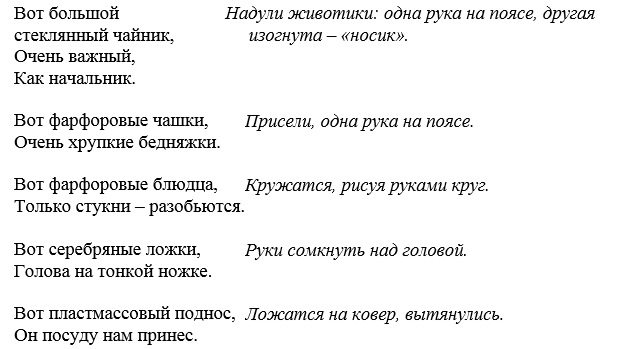 Вот большой Надули животики: одна рука на поясе, другая
стеклянный чайник, изогнута – «носик».
Очень важный,
Как начальник.
Вот фарфоровые чашки, Присели, одна рука на поясе.
Очень хрупкие бедняжки.
Вот фарфоровые блюдца, Кружатся, рисуя руками круг.
Только стукни – разобьются.
Вот серебряные ложки, Руки сомкнуть над головой.
Голова на тонкой ножке.
Вот пластмассовый поднос, Ложатся на ковер, вытянулись.
Он посуду нам принес.